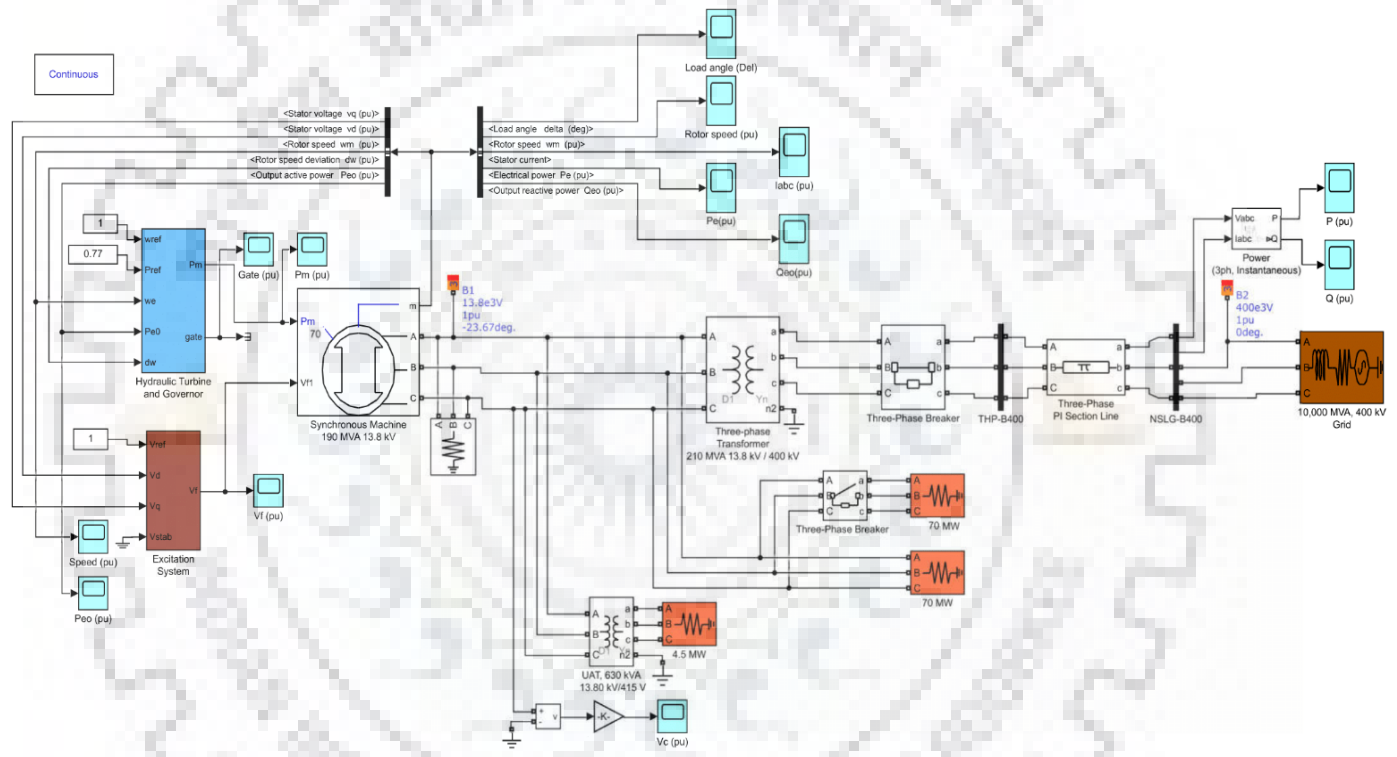 Continuous
Load angle (Del)
Rotor speed (pu)
Iabc (pu)
Pe(pu)
Qeo(pu)
<Stator voltage vq (pu)>
<Stator voltage vd (pu)>
<Rotor speed wm (pu)>
<Rotor speed deviation dw (pu)>
<Output active power Peo (pu)>
<Load angle delta (deg)>
<Rotor speed wm (pu)>
<Stator current>
<Electrical power Pe (pu)>
<Output reactive power Qeo (pu)>
1
0.77
wref
Pref
we
Pe0
dw
Pm
gate
Hydraulic Turbine
and Governor
Gate (pu)
Pm (pu)
Pm
70
Vf1
m
A
B
C
Synchronous Machine
190 MVA 13.8 kV
3
B1
13.8e3V
1pu
-23.67deg.
A
B
C
A
B
C
a
b
c
n2
D1
Yn
Three-phase
Transformer
210 MVA 13.8 kV / 400 kV
A
B
C
a
b
c
Three-Phase Breaker
THP-B400
A
B
C
a
b
c
Three-Phase
PI Section Line
NSLG-B400
Vabc
Iabc
P
Q
Power
(3ph, Instantaneous)
P (pu)
Q (pu)
3
B2
400e3V
1pu
0deg.
A
B
C
10,000 MVA, 400 kV
Grid
1
Vref
Vd
Vq
Vstab
Vf
Excitation
System
Vf (pu)
Speed (pu)
Peo (pu)
A
B
C
a
b
c
Three-Phase Breaker
A
B
C
70 MW
A
B
C
70 MW
A
B
C
a
b
c
n2
D1
UAT, 630 kVA
13.80 kV/415 V
A
B
C
4.5 MW
+
-
v
-K-
Vc (pu)